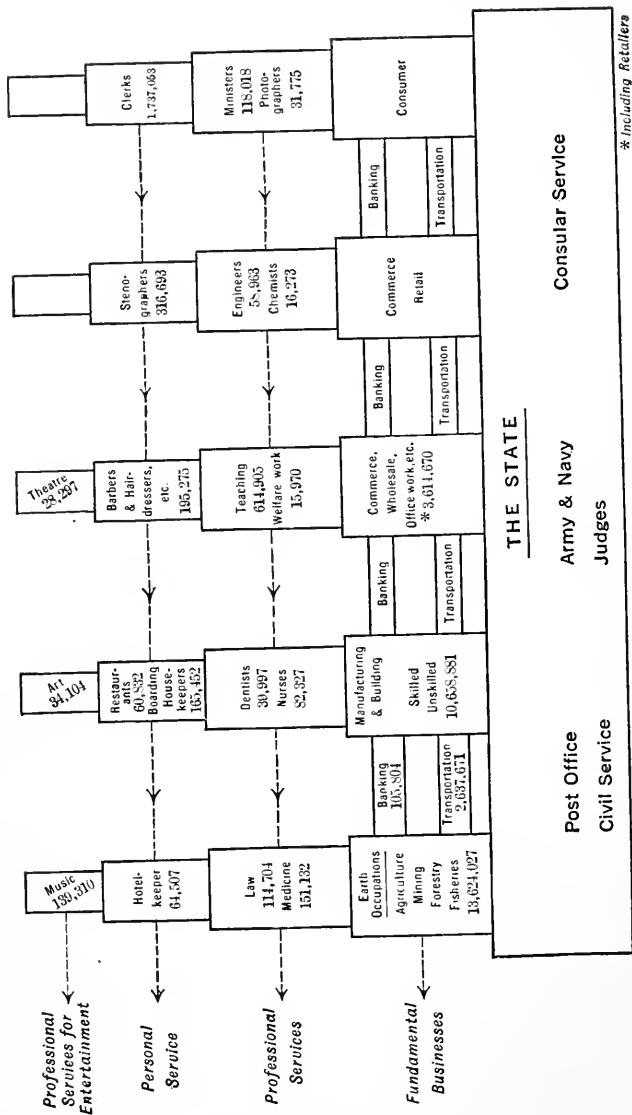 Professional
Services for
Entertainment
Music
139,310
Art
34,104
Theatre
28,297
Personal
Service
Hotel-
keeper
64,507
Restaur-
ants
60,832
Boarding
House-
keepers
165,452
Barbers
& Hair-
dressers,
etc.
195,275
Steno-
graphers
316,693
Clerks
1,737,053
Professional
Services
Law
114,704
Medicine
151,132
Dentists
39,997
Nurses
82,327
Teaching
614,905
Welfare work
15,970
Engineers
58,963
Chemists
16,273
Ministers
118,018
Photo-
graphers
31,775
Fundamental
Businesses
Earth
Occupations
Agriculture
Mining
Forestry
Fisheries
13,624,027
Banking
105,804
Transportation
2,637,671
Manufacturing
& Building
Skilled
Unskilled
10,658,881
Banking
Transportation
Commerce,
Wholesale,
Office work,etc.
* 3,614,670
Banking
Transportation
Commerce
Retail
Banking
Transportation
Consumer
THE STATE
Post Office
Civil Service
Army & Navy
Judges
Consular Service
* Including Retailers